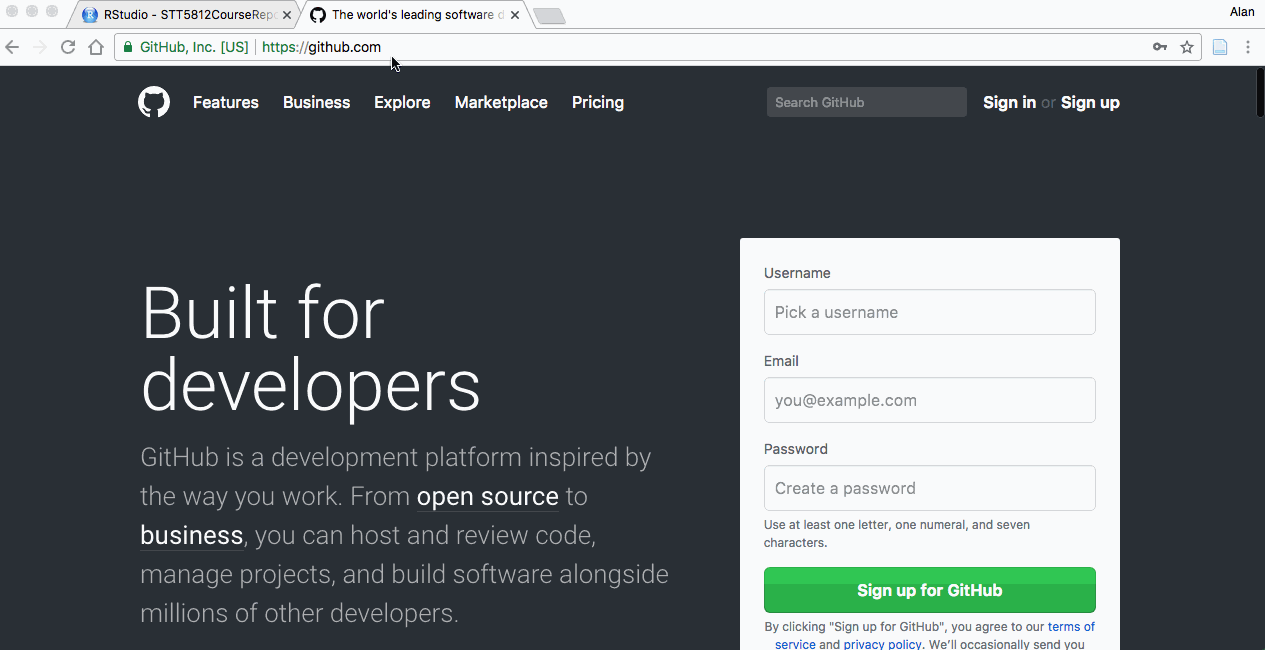 RStudio - STT5812CourseRepo
The world's leading software d
Alan
GitHub, Inc. [US]
https://github.com
Features
Business
Explore
Marketplace
Pricing
Search GitHub
Sign in or Sign up
Built for
developers
GitHub is a development platform inspired by
the way you work. From open source to
business, you can host and review code,
manage projects, and build software alongside
millions of other developers.
Username
Pick a username
Email
you@example.com
Password
Create a password
Use at least one letter, one numeral, and seven
characters.
Sign up for GitHub
By clicking "Sign up for GitHub", you agree to our terms of
service and privacy policy. We'll occasionally send you